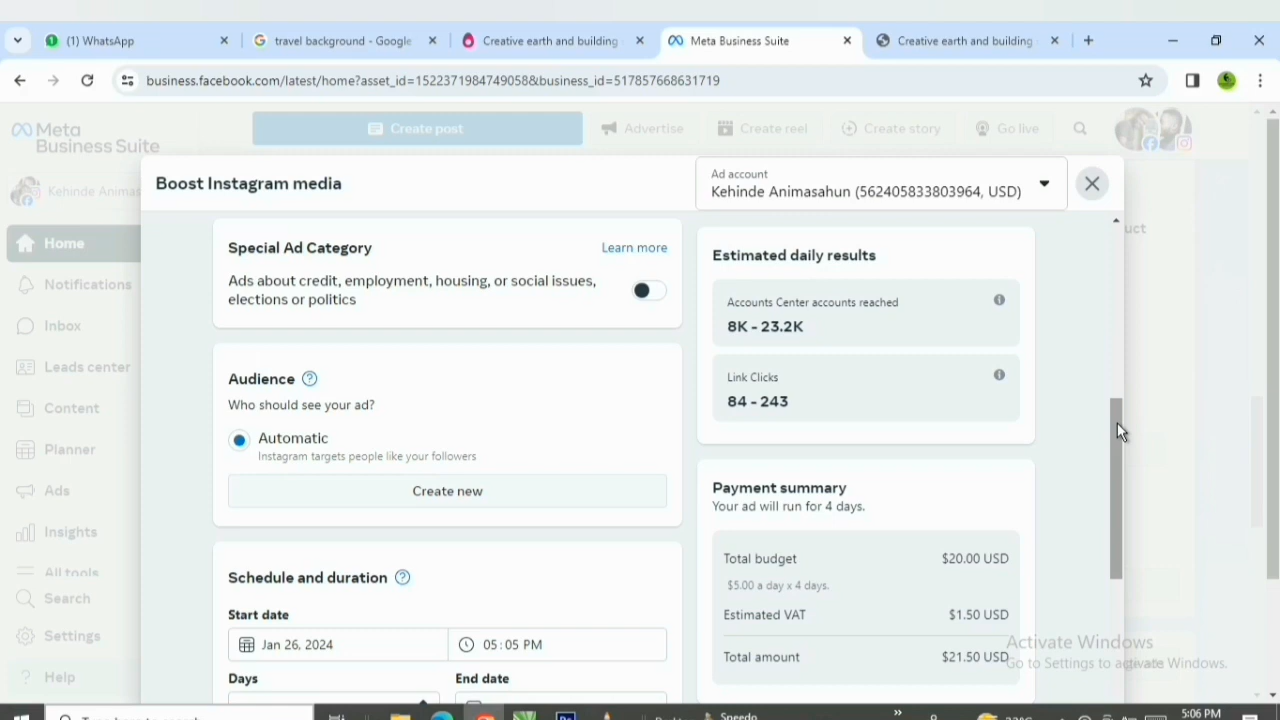 (1) WhatsApp
travel background - Google
Creative earth and building
Meta Business Suite
Creative earth and building
business.facebook.com/latest/home?asset_id=1522371984749058&business_id=517857668631719
Meta
Business Suite
Create post
Advertise
Create reel
Create story
Go live
Kehinde Animas
Home
Notifications
Inbox
Leads center
Content
Planner
Ads
Insights
All tools
Search
Settings
Help
Boost Instagram media
Ad account
Kehinde Animasahun (562405833803964, USD)
Special Ad Category
Learn more
Ads about credit, employment, housing, or social issues,
elections or politics
Audience
Who should see your ad?
Automatic
Instagram targets people like your followers
Create new
Schedule and duration
Start date
Jan 26, 2024
05:05 PM
Days
End date
Estimated daily results
Accounts Center accounts reached
8K - 23.2K
Link Clicks
84 - 243
Payment summary
Your ad will run for 4 days.
Total budget
$20.00 USD
$5.00 a day x 4 days.
Estimated VAT
$1.50 USD
Total amount
$21.50 USD
Activate Windows
Go to Settings to activate Windows.
Speedo
5:06 PM